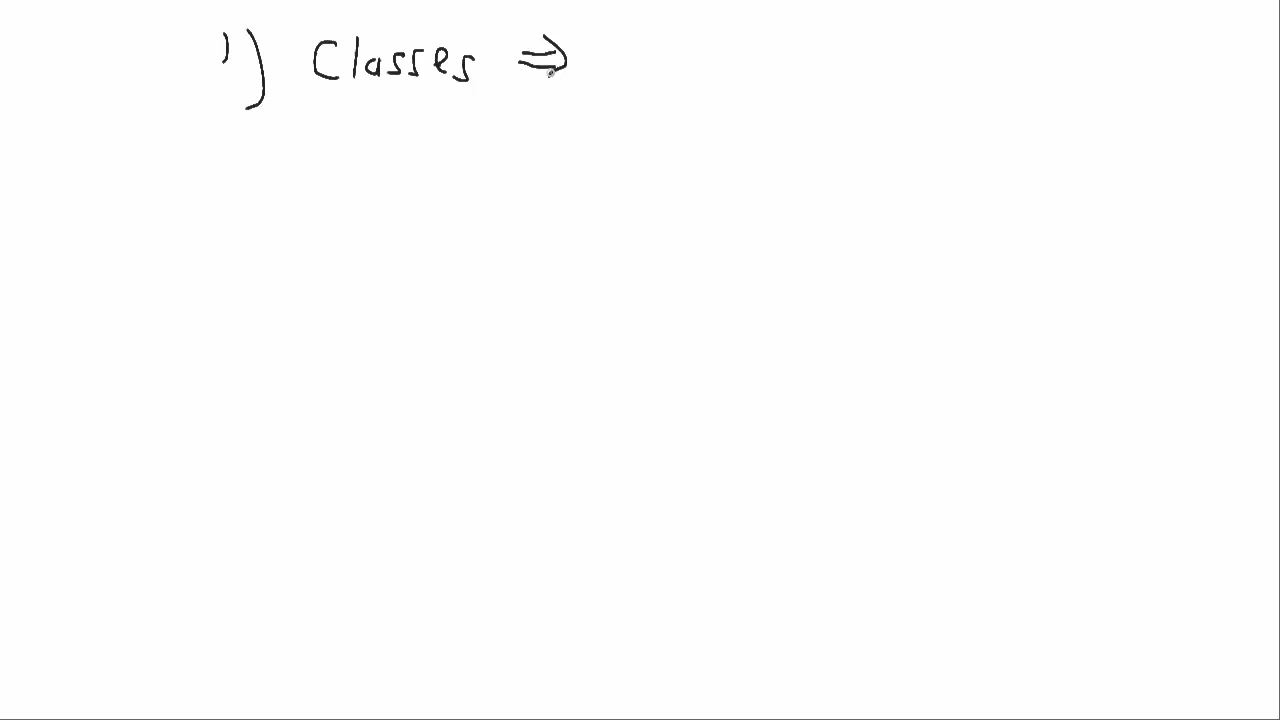 1) Classes ⇒